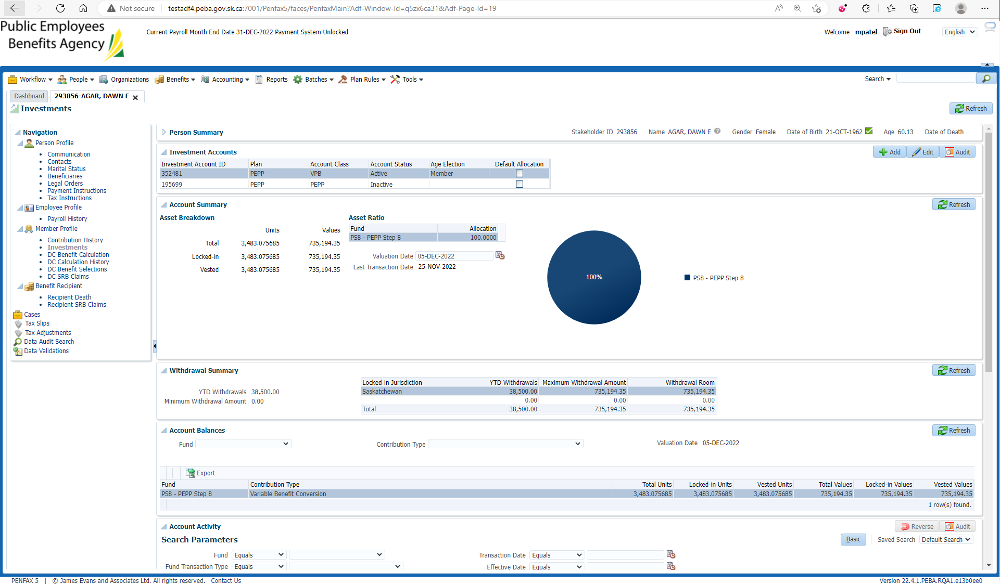 Not secure | testadf4.peba.gov.sk.ca:7001/Penfax5/faces/PenfaxMain?Adf-Window-Id=q5zx6ca31&Adf-Page-Id=19
Public Employees
Benefits Agency
Current Payroll Month End Date 31-DEC-2022 Payment System Unlocked
Welcome mpatel Sign Out English
Workflow People Organizations Benefits Accounting Reports Batches Plan Rules Tools Search
Dashboard 293856-AGAR, DAWN E
Investments Refresh
Navigation
Person Profile
Communication
Contacts
Marital Status
Beneficiaries
Legal Orders
Payment Instructions
Tax Instructions
Employee Profile
Payroll History
Member Profile
Contribution History
Investments
DC Benefit Calculation
DC Calculation History
DC Benefit Selections
DC SRB Claims
Benefit Recipient
Recipient Death
Recipient SRB Claims
Cases
Tax Slips
Tax Adjustments
Data Audit Search
Data Validations
Person Summary Stakeholder ID 293856 Name AGAR, DAWN E Gender Female Date of Birth 21-OCT-1962 Age 60.13 Date of Death
Investment Accounts Add Edit Audit
Investment Account ID Plan Account Class Account Status Age Election Default Allocation
352481 PEPP VPB Active Member
195699 PEPP PEPP Inactive
Account Summary Refresh
Asset Breakdown
Units Values
Total 3,483.075685 735,194.35
Locked-in 3,483.075685 735,194.35
Vested 3,483.075685 735,194.35
Asset Ratio
Fund Allocation
PS8 - PEPP Step 8 100.0000
Valuation Date 05-DEC-2022
Last Transaction Date 25-NOV-2022
100%
PS8 - PEPP Step 8
Withdrawal Summary Refresh
YTD Withdrawals 38,500.00
Minimum Withdrawal Amount 0.00
Locked-in Jurisdiction YTD Withdrawals Maximum Withdrawal Amount Withdrawal Room
Saskatchewan 38,500.00 735,194.35 735,194.35
0.00 0.00 0.00
Total 38,500.00 735,194.35 735,194.35
Account Balances Refresh
Fund Contribution Type Valuation Date 05-DEC-2022
Export
Fund Contribution Type Total Units Locked-in Units Vested Units Total Values Locked-in Values Vested Values
PS8 - PEPP Step 8 Variable Benefit Conversion 3,483.075685 3,483.075685 3,483.075685 735,194.35 735,194.35 735,194.35
1 row(s) found.
Account Activity Reverse Audit
Search Parameters Basic Saved Search Default Search
Fund Equals Transaction Date Equals
Fund Transaction Type Equals Effective Date Equals
PENFAX 5 | © James Evans and Associates Ltd. All rights reserved. Contact Us Version 22.4.1.PEBA.RQA1.e13b0ee0